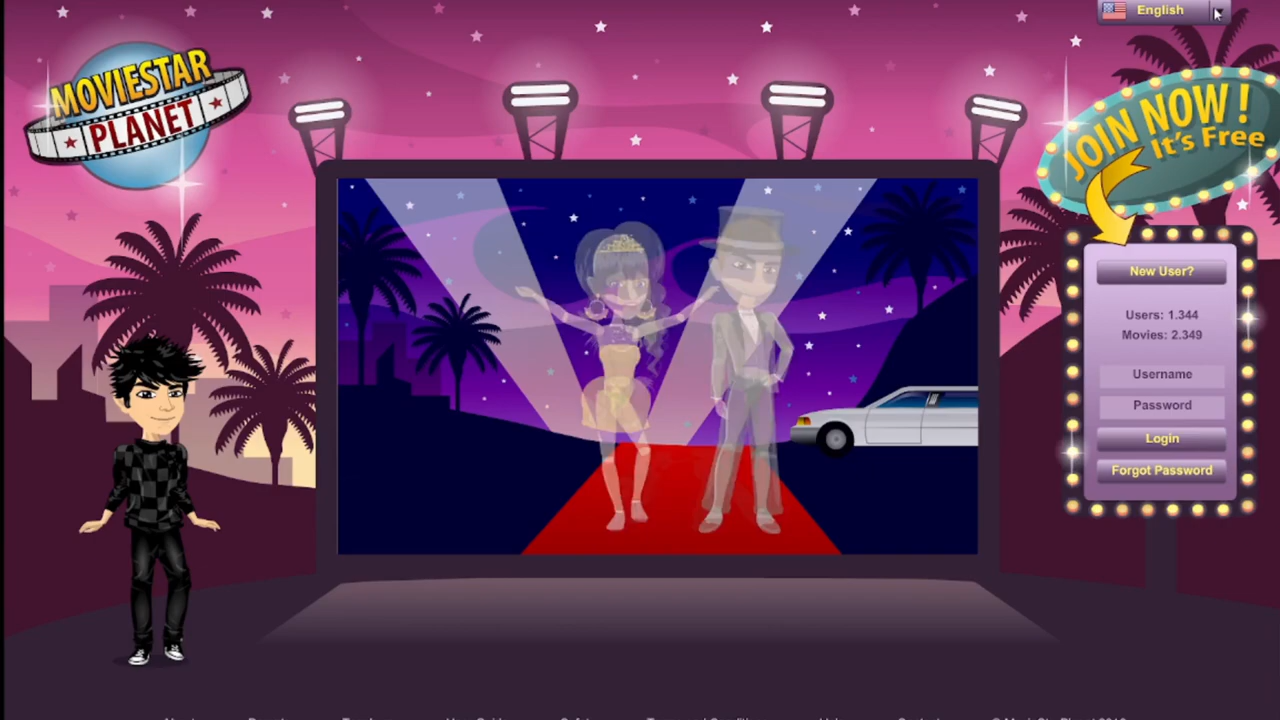 English
MOVIESTAR
PLANET
JOIN NOW!
It's Free
New User?
Users: 1.344
Movies: 2.349
Username
Password
Login
Forgot Password